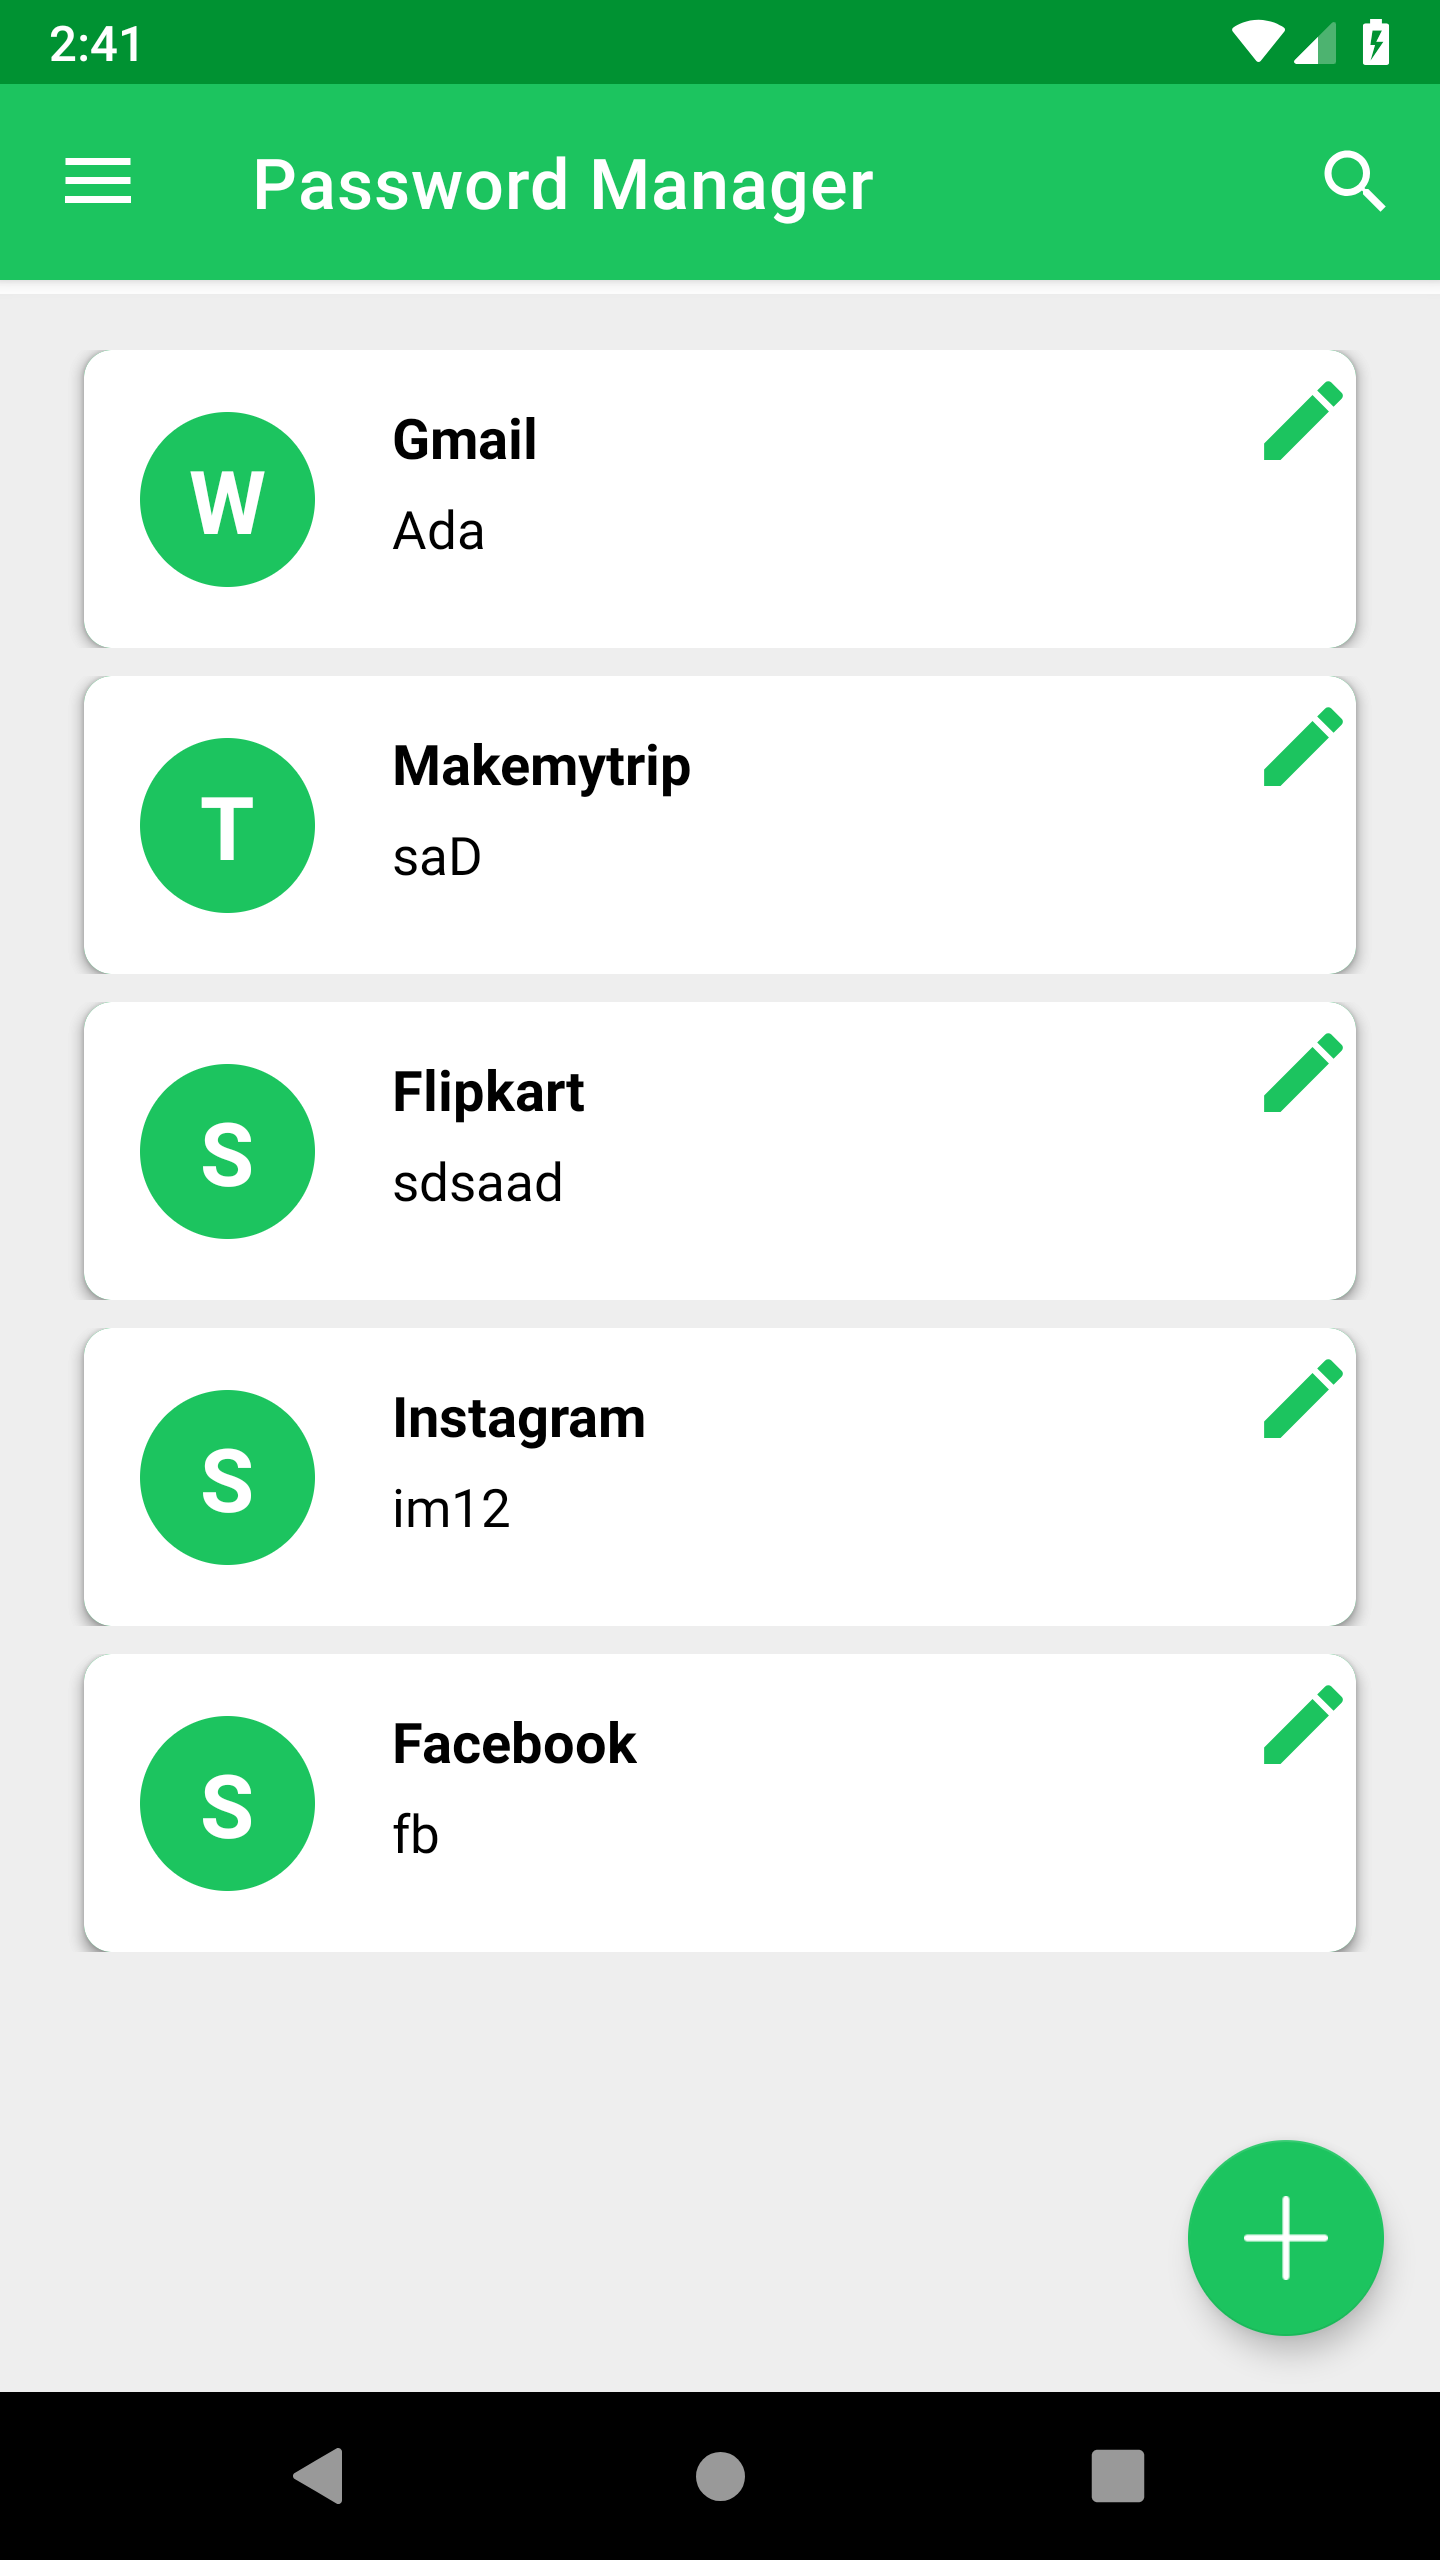 2:41
Password Manager
W
Gmail
Ada
T
Makemytrip
saD
S
Flipkart
sdsaad
S
Instagram
im12
S
Facebook
fb